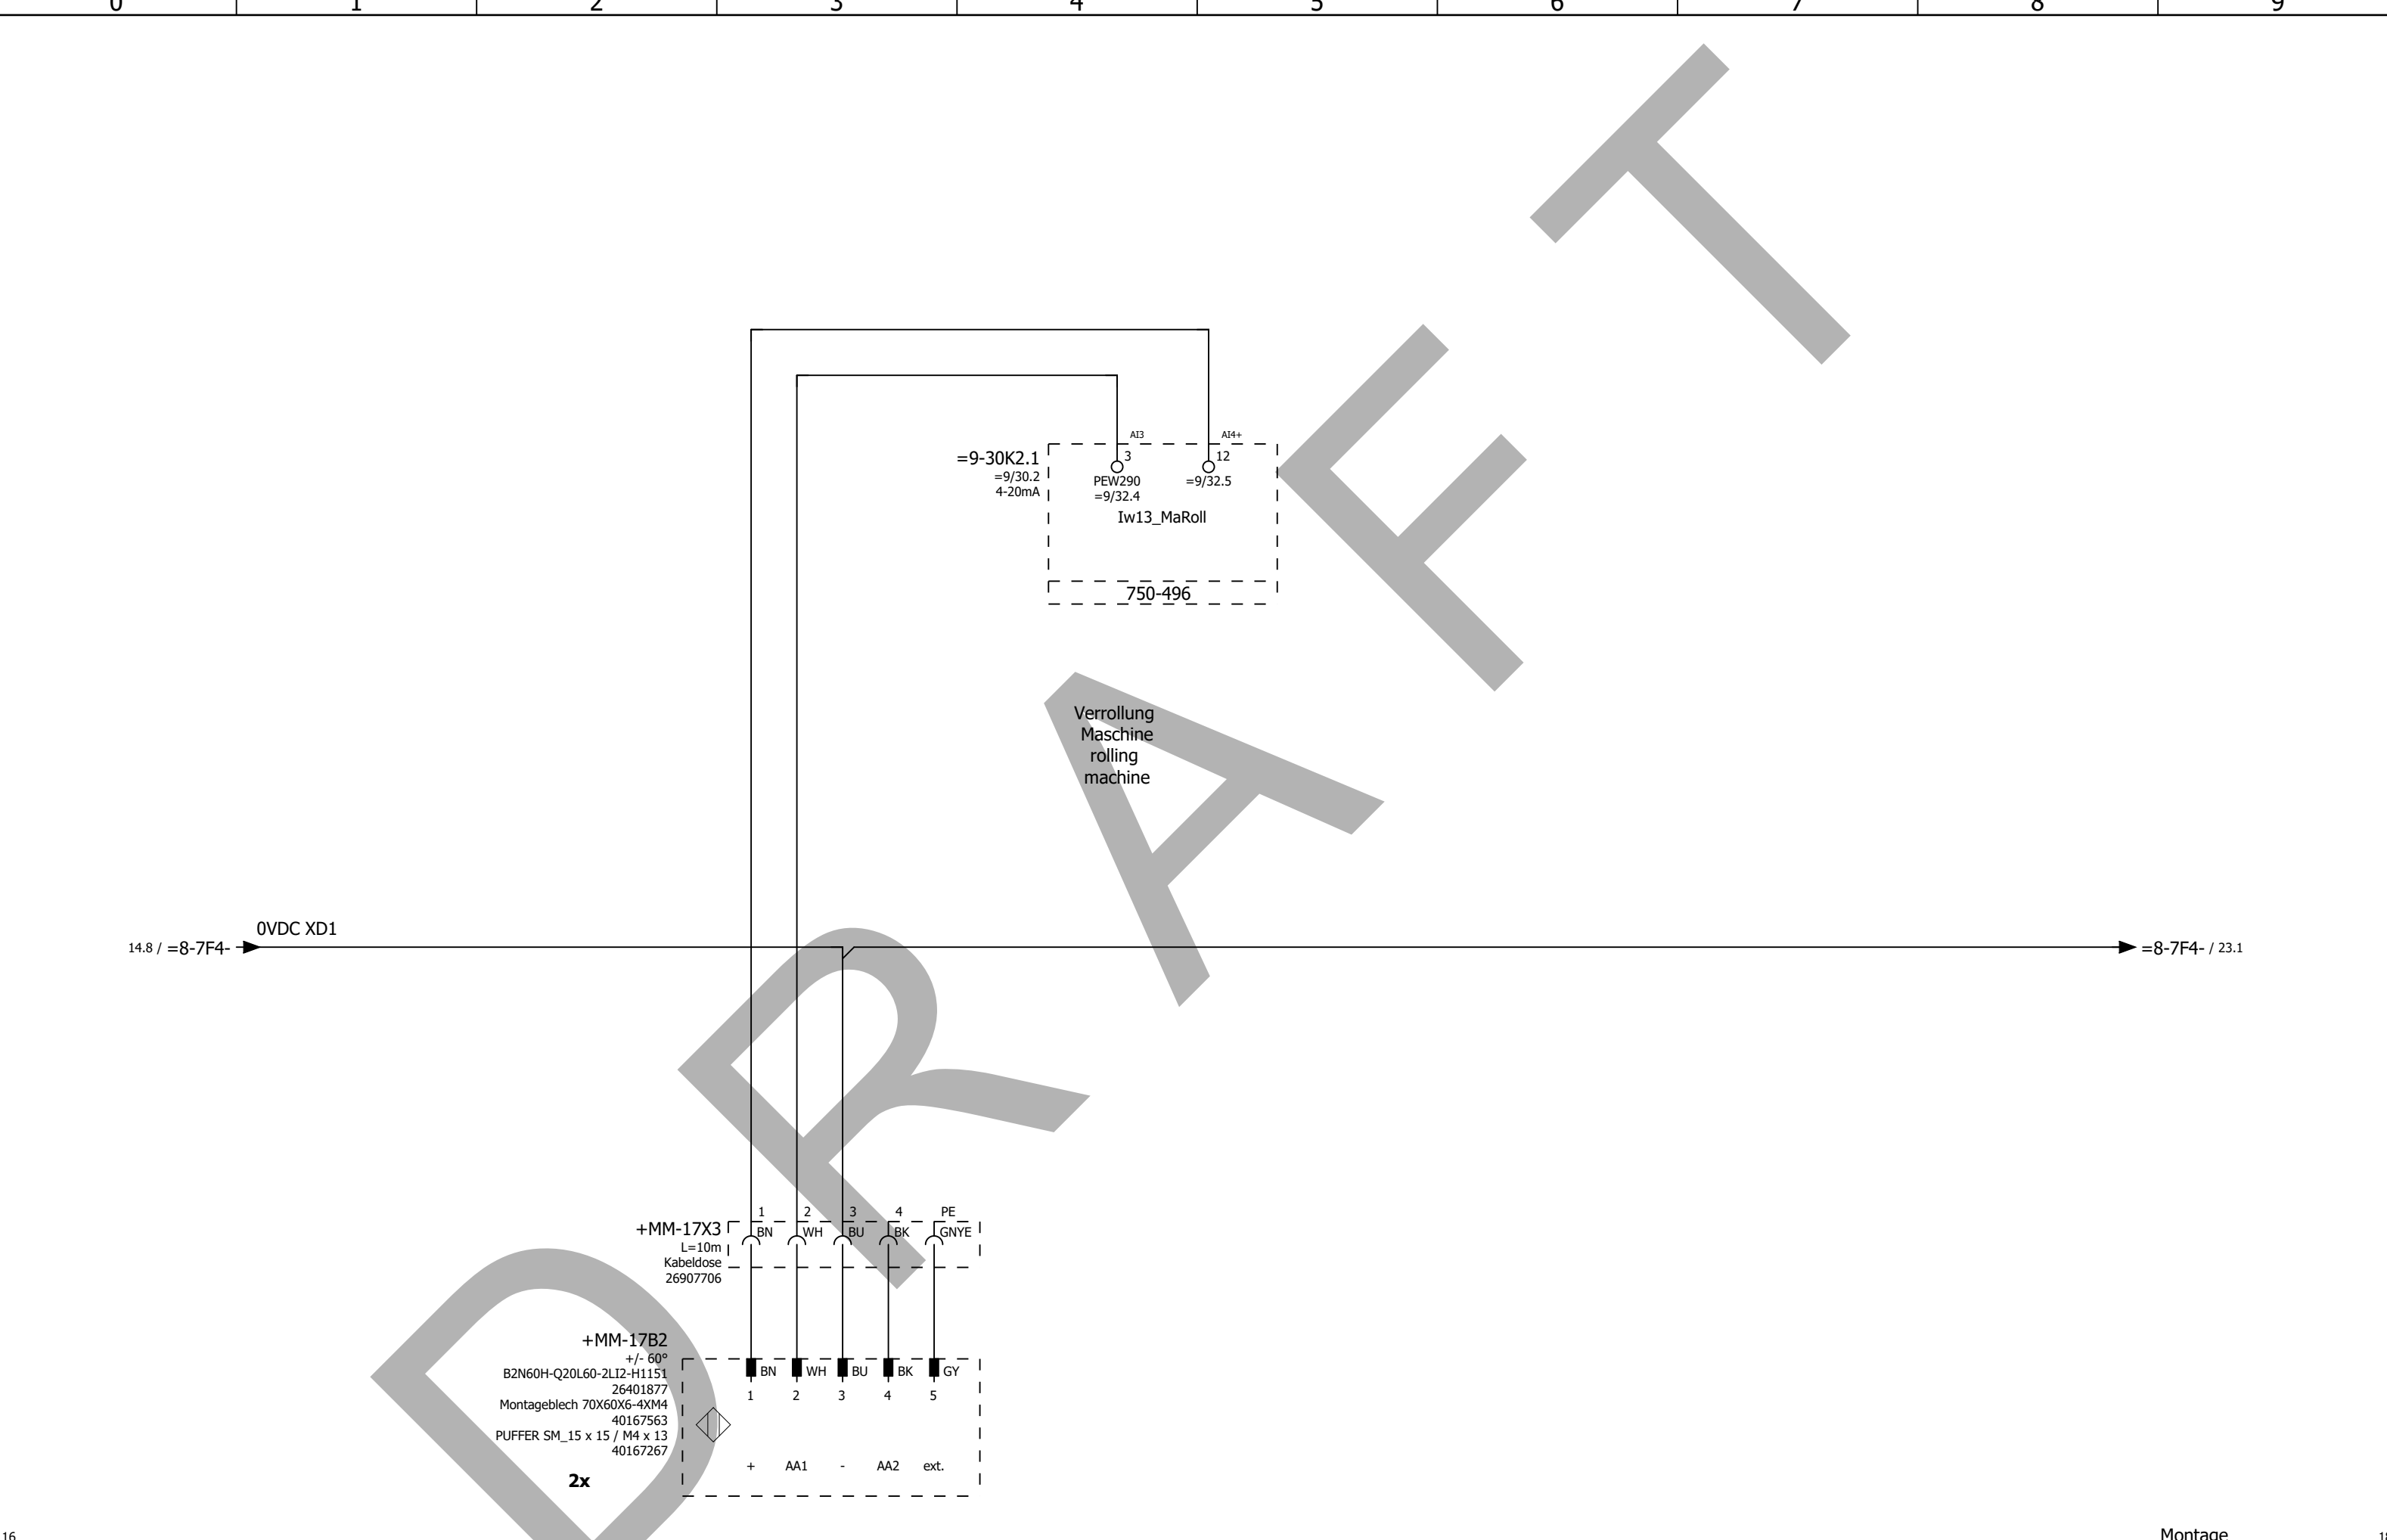 0 1 2 3 4 5 6 7 8 9
AI3 AI4+
=9-30K2.1 3 12
=9/30.2 PEW290 =9/32.5
4-20mA =9/32.4
Iw13_MaRoll
750-496
Verrollung
Maschine
rolling
machine
0VDC XD1
14.8 / =8-7F4- =8-7F4- / 23.1
1 2 3 4 PE
+MM-17X3 BN WH BU BK GNYE
L=10m
Kabeldose
26907706
+MM-17B2
+/- 60°
B2N60H-Q20L60-2LI2-H1151 BN WH BU BK GY
26401877
1 2 3 4 5
Montageblech 70X60X6-4XM4
40167563
PUFFER SM_15 x 15 / M4 x 13
40167267
+ AA1 - AA2 ext.
2x
16 Montage
DRAFT